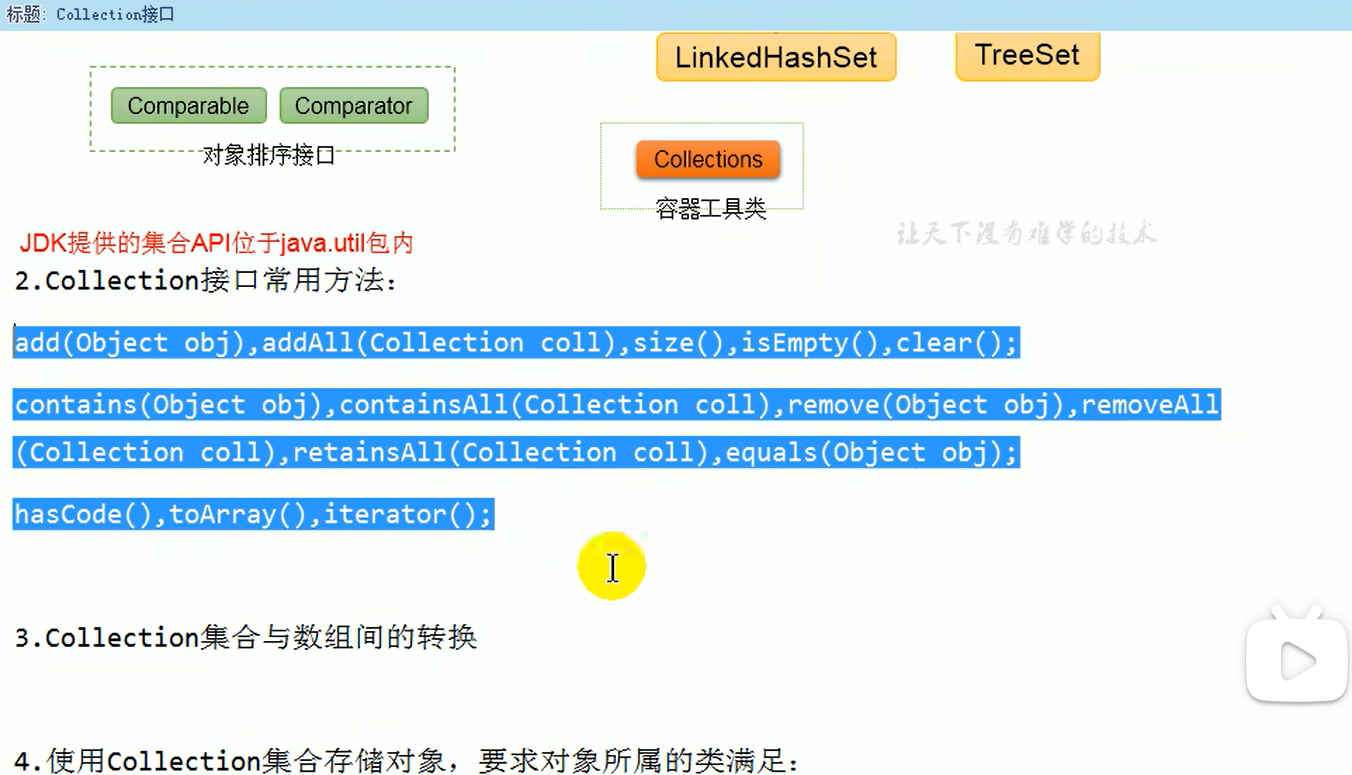 标题: Collection接口
LinkedHashSet
TreeSet
Comparable
Comparator
对象排序接口
Collections
容器工具类
让天下没有难学的技术
JDK提供的集合API位于java.util包内
2.Collection接口常用方法：
add(Object obj),addAll(Collection coll),size(),isEmpty(),clear();
contains(Object obj),containsAll(Collection coll),remove(Object obj),removeAll
(Collection coll),retainsAll(Collection coll),equals(Object obj);
hasCode(),toArray(),iterator();
3.Collection集合与数组间的转换
4.使用Collection集合存储对象，要求对象所属的类满足：